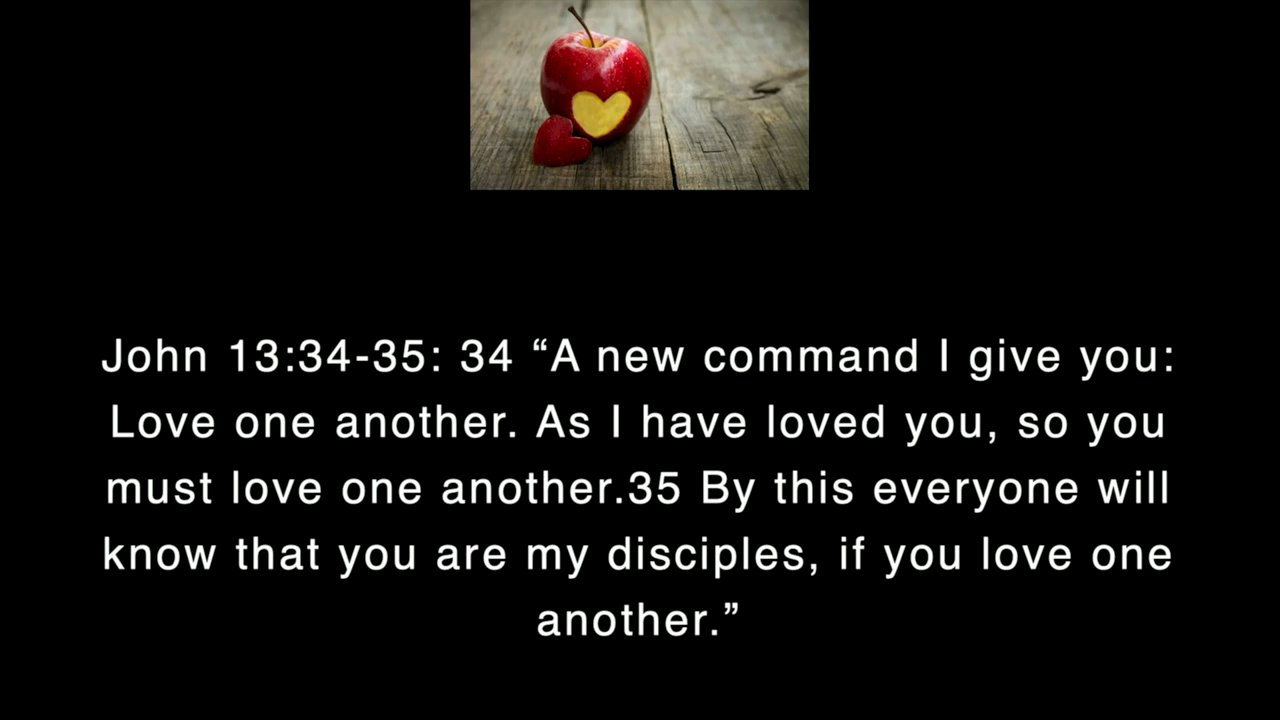 John 13:34-35: 34 “A new command I give you:
Love one another. As I have loved you, so you
must love one another.35 By this everyone will
know that you are my disciples, if you love one
another.”